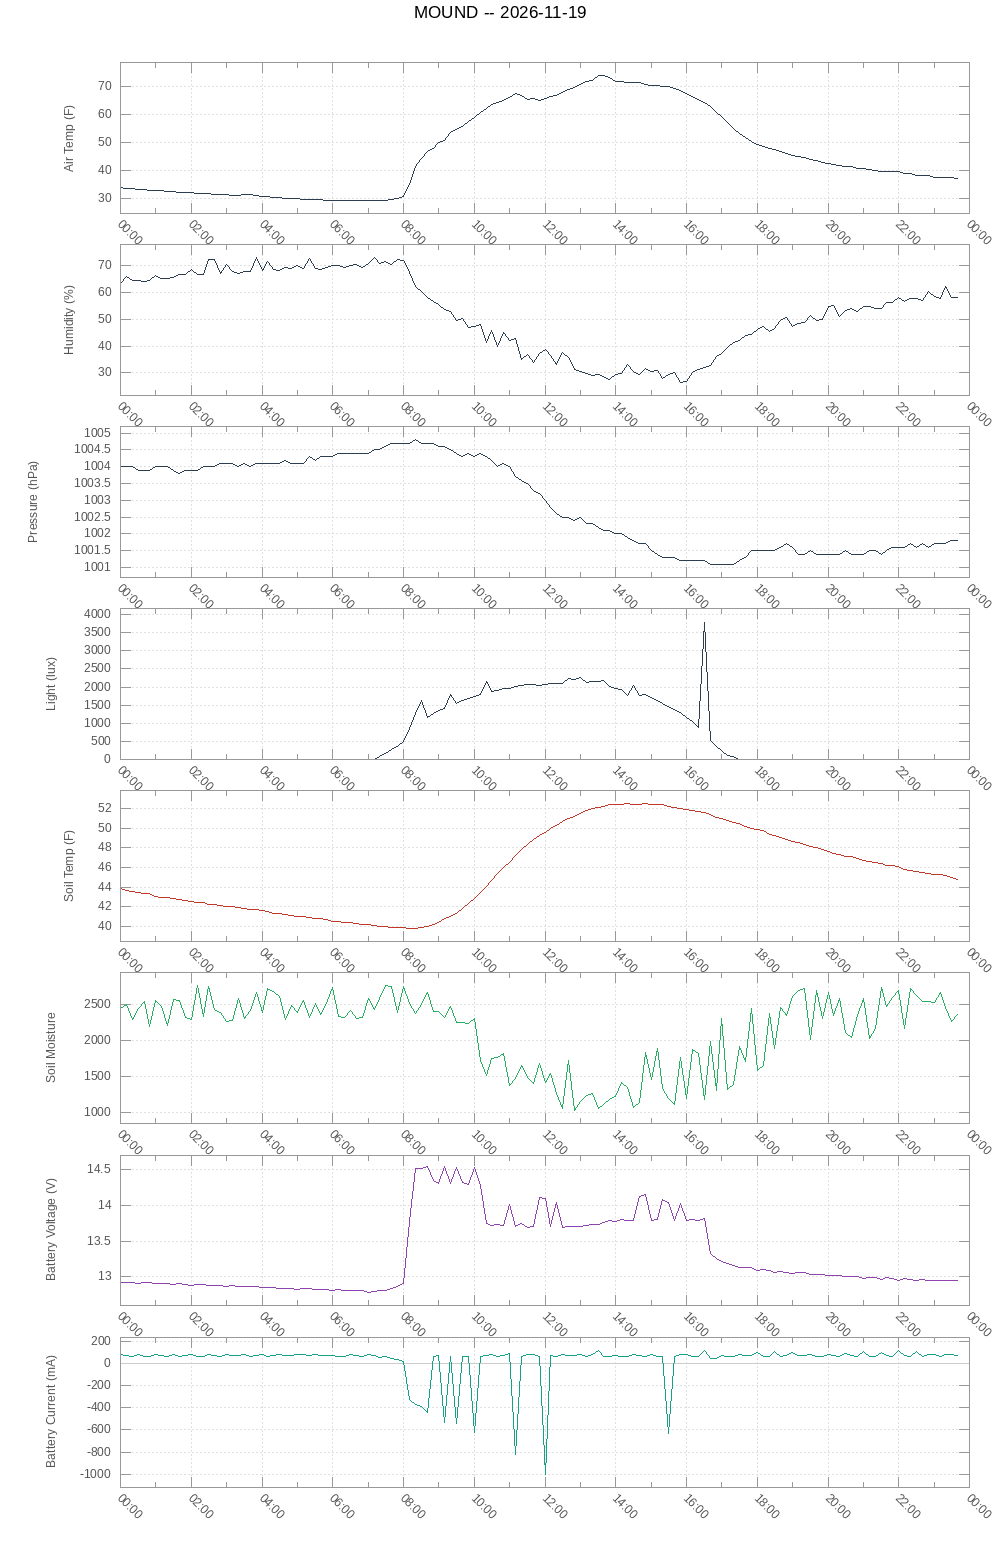 MOUND -- 2026-11-19
Air Temp (F)
70
60
50
40
30
00:00 02:00 04:00 06:00 08:00 10:00 12:00 14:00 16:00 18:00 20:00 22:00 00:00
Humidity (%)
70
60
50
40
30
00:00 02:00 04:00 06:00 08:00 10:00 12:00 14:00 16:00 18:00 20:00 22:00 00:00
Pressure (hPa)
1005
1004.5
1004
1003.5
1003
1002.5
1002
1001.5
1001
00:00 02:00 04:00 06:00 08:00 10:00 12:00 14:00 16:00 18:00 20:00 22:00 00:00
Light (lux)
4000
3500
3000
2500
2000
1500
1000
500
0
00:00 02:00 04:00 06:00 08:00 10:00 12:00 14:00 16:00 18:00 20:00 22:00 00:00
Soil Temp (F)
52
50
48
46
44
42
40
00:00 02:00 04:00 06:00 08:00 10:00 12:00 14:00 16:00 18:00 20:00 22:00 00:00
Soil Moisture
2500
2000
1500
1000
00:00 02:00 04:00 06:00 08:00 10:00 12:00 14:00 16:00 18:00 20:00 22:00 00:00
Battery Voltage (V)
14.5
14
13.5
13
00:00 02:00 04:00 06:00 08:00 10:00 12:00 14:00 16:00 18:00 20:00 22:00 00:00
Battery Current (mA)
200
0
-200
-400
-600
-800
-1000
00:00 02:00 04:00 06:00 08:00 10:00 12:00 14:00 16:00 18:00 20:00 22:00 00:00